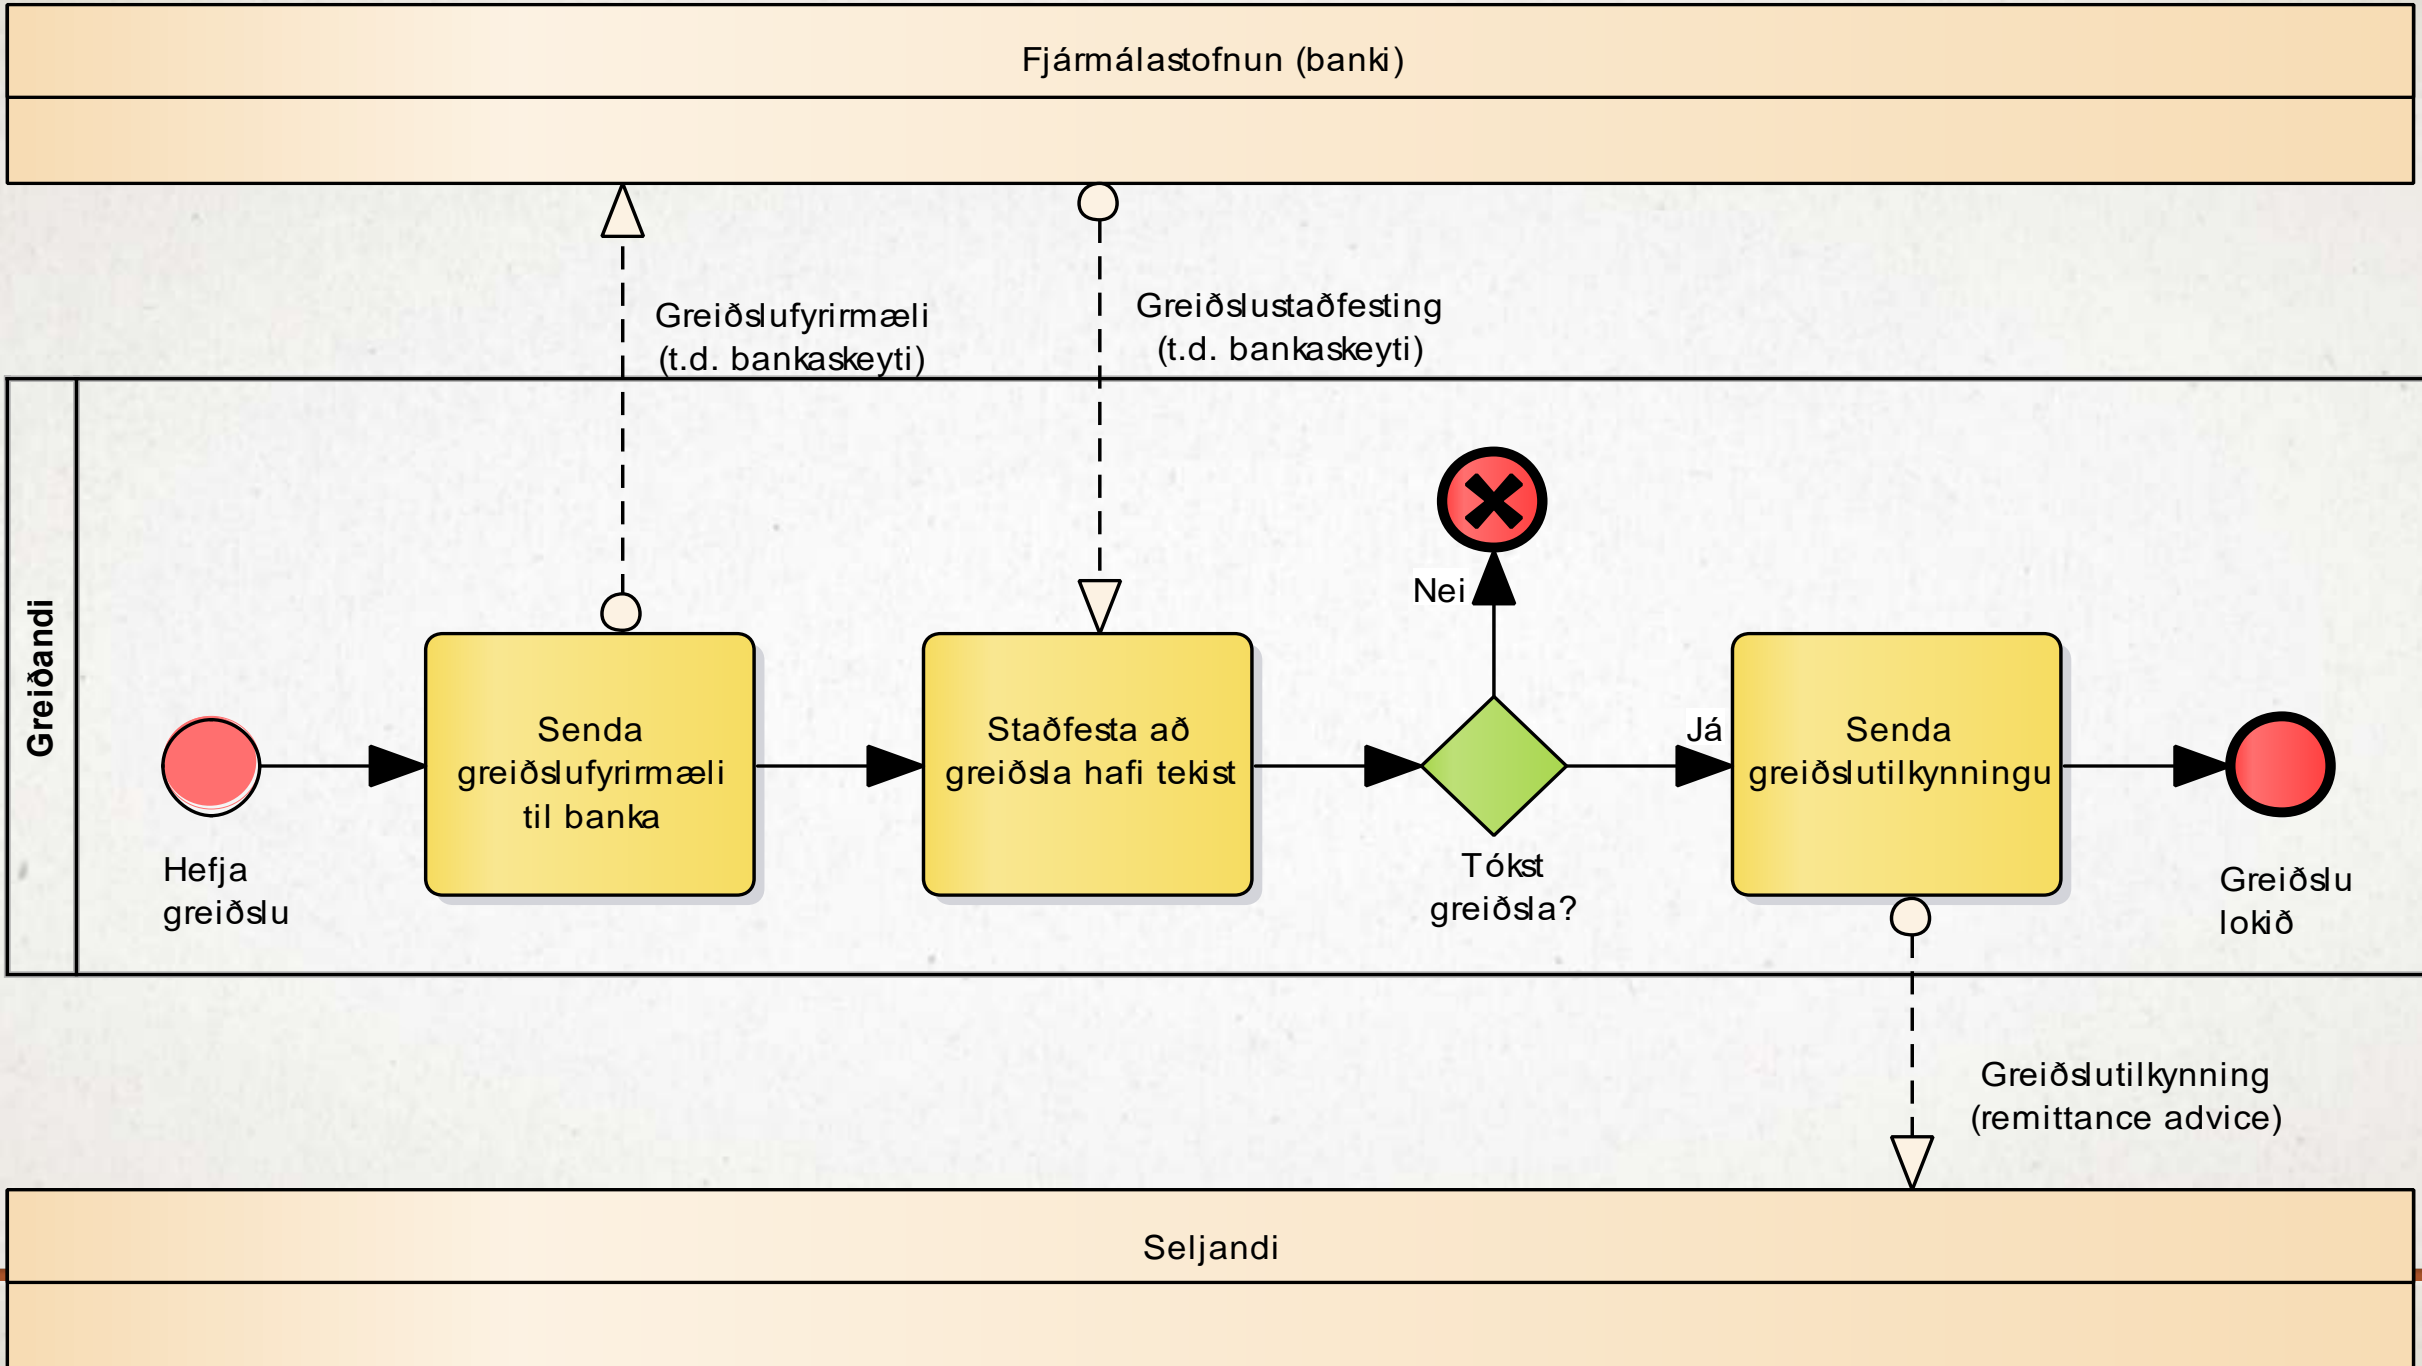 Fjármálastofnun (banki)
Greiðslufyrirmæli
(t.d. bankaskeyti)
Greiðslustaðfesting
(t.d. bankaskeyti)
Greiðandi
Hefja
greiðslu
Senda
greiðslufyrirmæli
til banka
Staðfesta að
greiðsla hafi tekist
Nei
Tókst
greiðsla?
Já
Senda
greiðslutilkynningu
Greiðslu
lokið
Greiðslutilkynning
(remittance advice)
Seljandi